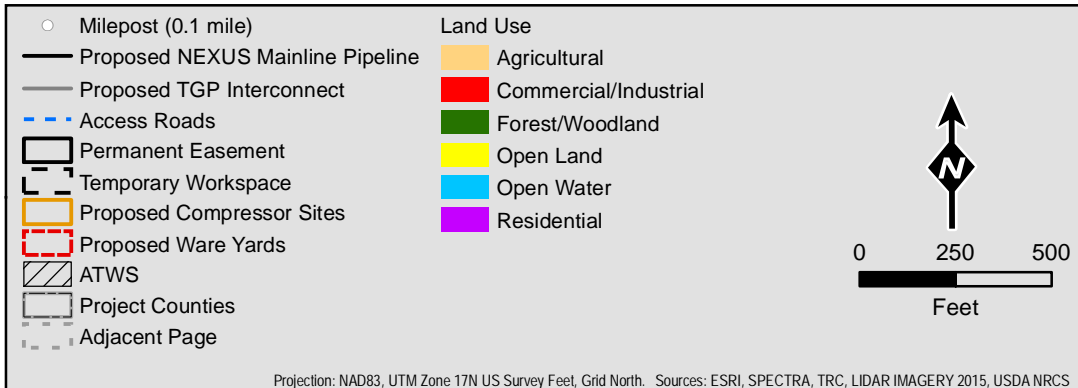 Milepost (0.1 mile)
Proposed NEXUS Mainline Pipeline
Proposed TGP Interconnect
Access Roads
Permanent Easement
Temporary Workspace
Proposed Compressor Sites
Proposed Ware Yards
ATWS
Project Counties
Adjacent Page
Land Use
Agricultural
Commercial/Industrial
Forest/Woodland
Open Land
Open Water
Residential
N
0 250 500
Feet
Projection: NAD83, UTM Zone 17N US Survey Feet, Grid North. Sources: ESRI, SPECTRA, TRC, LIDAR IMAGERY 2015, USDA NRCS